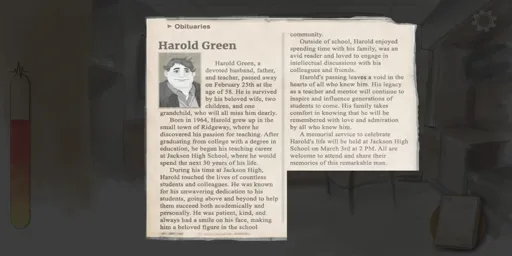 Obituaries
Harold Green
Harold Green, a
devoted husband, father,
and teacher, passed away
on February 25th at the
age of 58. He is survived
by his beloved wife, two
children, and one
grandchild, who will all miss him dearly.
Born in 1964, Harold grew up in the
small town of Ridgeway, where he
discovered his passion for teaching. After
graduating from college with a degree in
education, he began his teaching career
at Jackson High School, where he would
spend the next 30 years of his life.
During his time at Jackson High,
Harold touched the lives of countless
students and colleagues. He was known
for his unwavering dedication to his
students, going above and beyond to help
them succeed both academically and
personally. He was patient, kind, and
always had a smile on his face, making
him a beloved figure in the school
community.
Outside of school, Harold enjoyed
spending time with his family, was an
avid reader and loved to engage in
intellectual discussions with his
colleagues and friends.
Harold's passing leaves a void in the
hearts of all who knew him. His legacy
as a teacher and mentor will continue to
inspire and influence generations of
students to come. His family takes
comfort in knowing that he will be
remembered with love and admiration
by all who knew him.
A memorial service to celebrate
Harold's life will be held at Jackson High
School on March 3rd at 2 PM. All are
welcome to attend and share their
memories of this remarkable man.